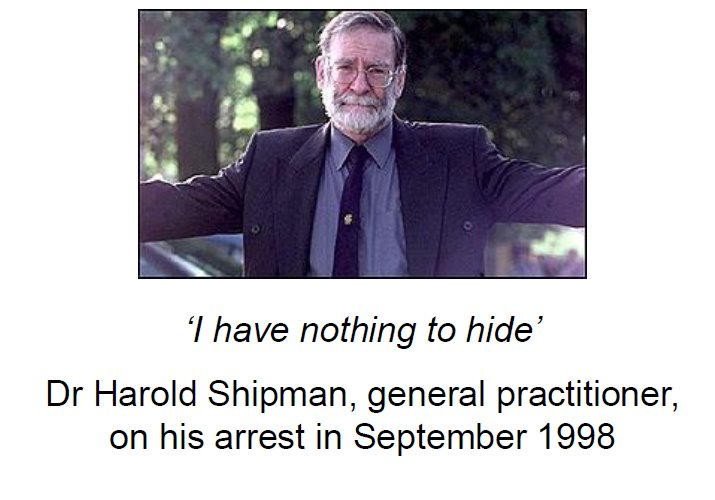 ‘I have nothing to hide’
Dr Harold Shipman, general practitioner,
on his arrest in September 1998